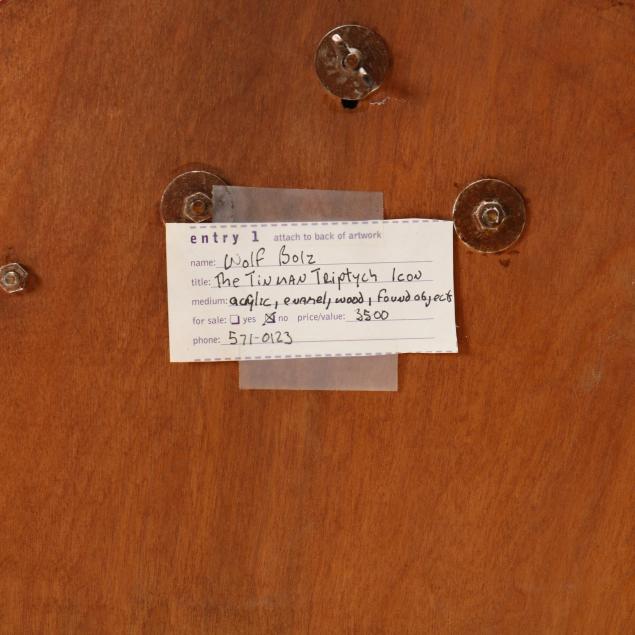 entry 1 attach to back of artwork
name: Wolf Bolz
title: The TINMAN Triptych Icon
medium: acrylic, enamel, wood, found objects
for sale: yes no price/value: 3500
phone: 571-0123